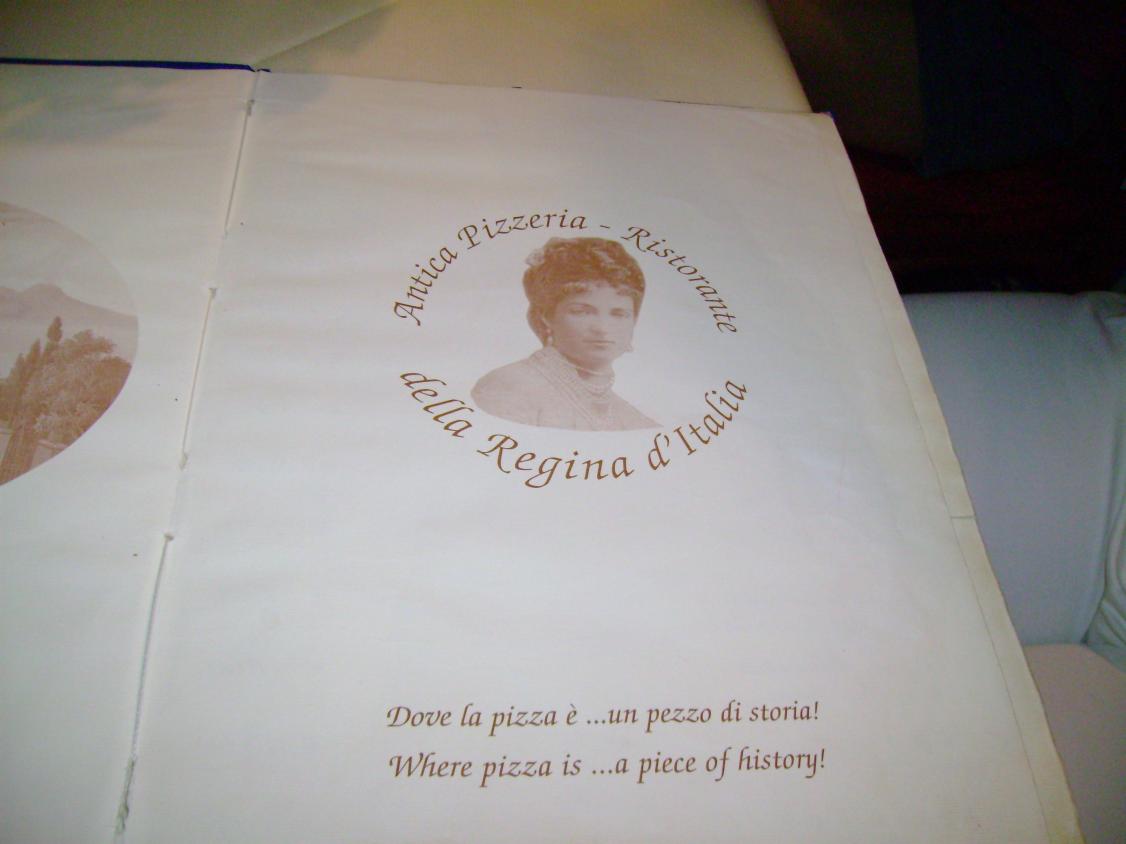 Antica Pizzeria - Ristorante
della Regina d'Italia
Dove la pizza è ...un pezzo di storia!
Where pizza is ...a piece of history!